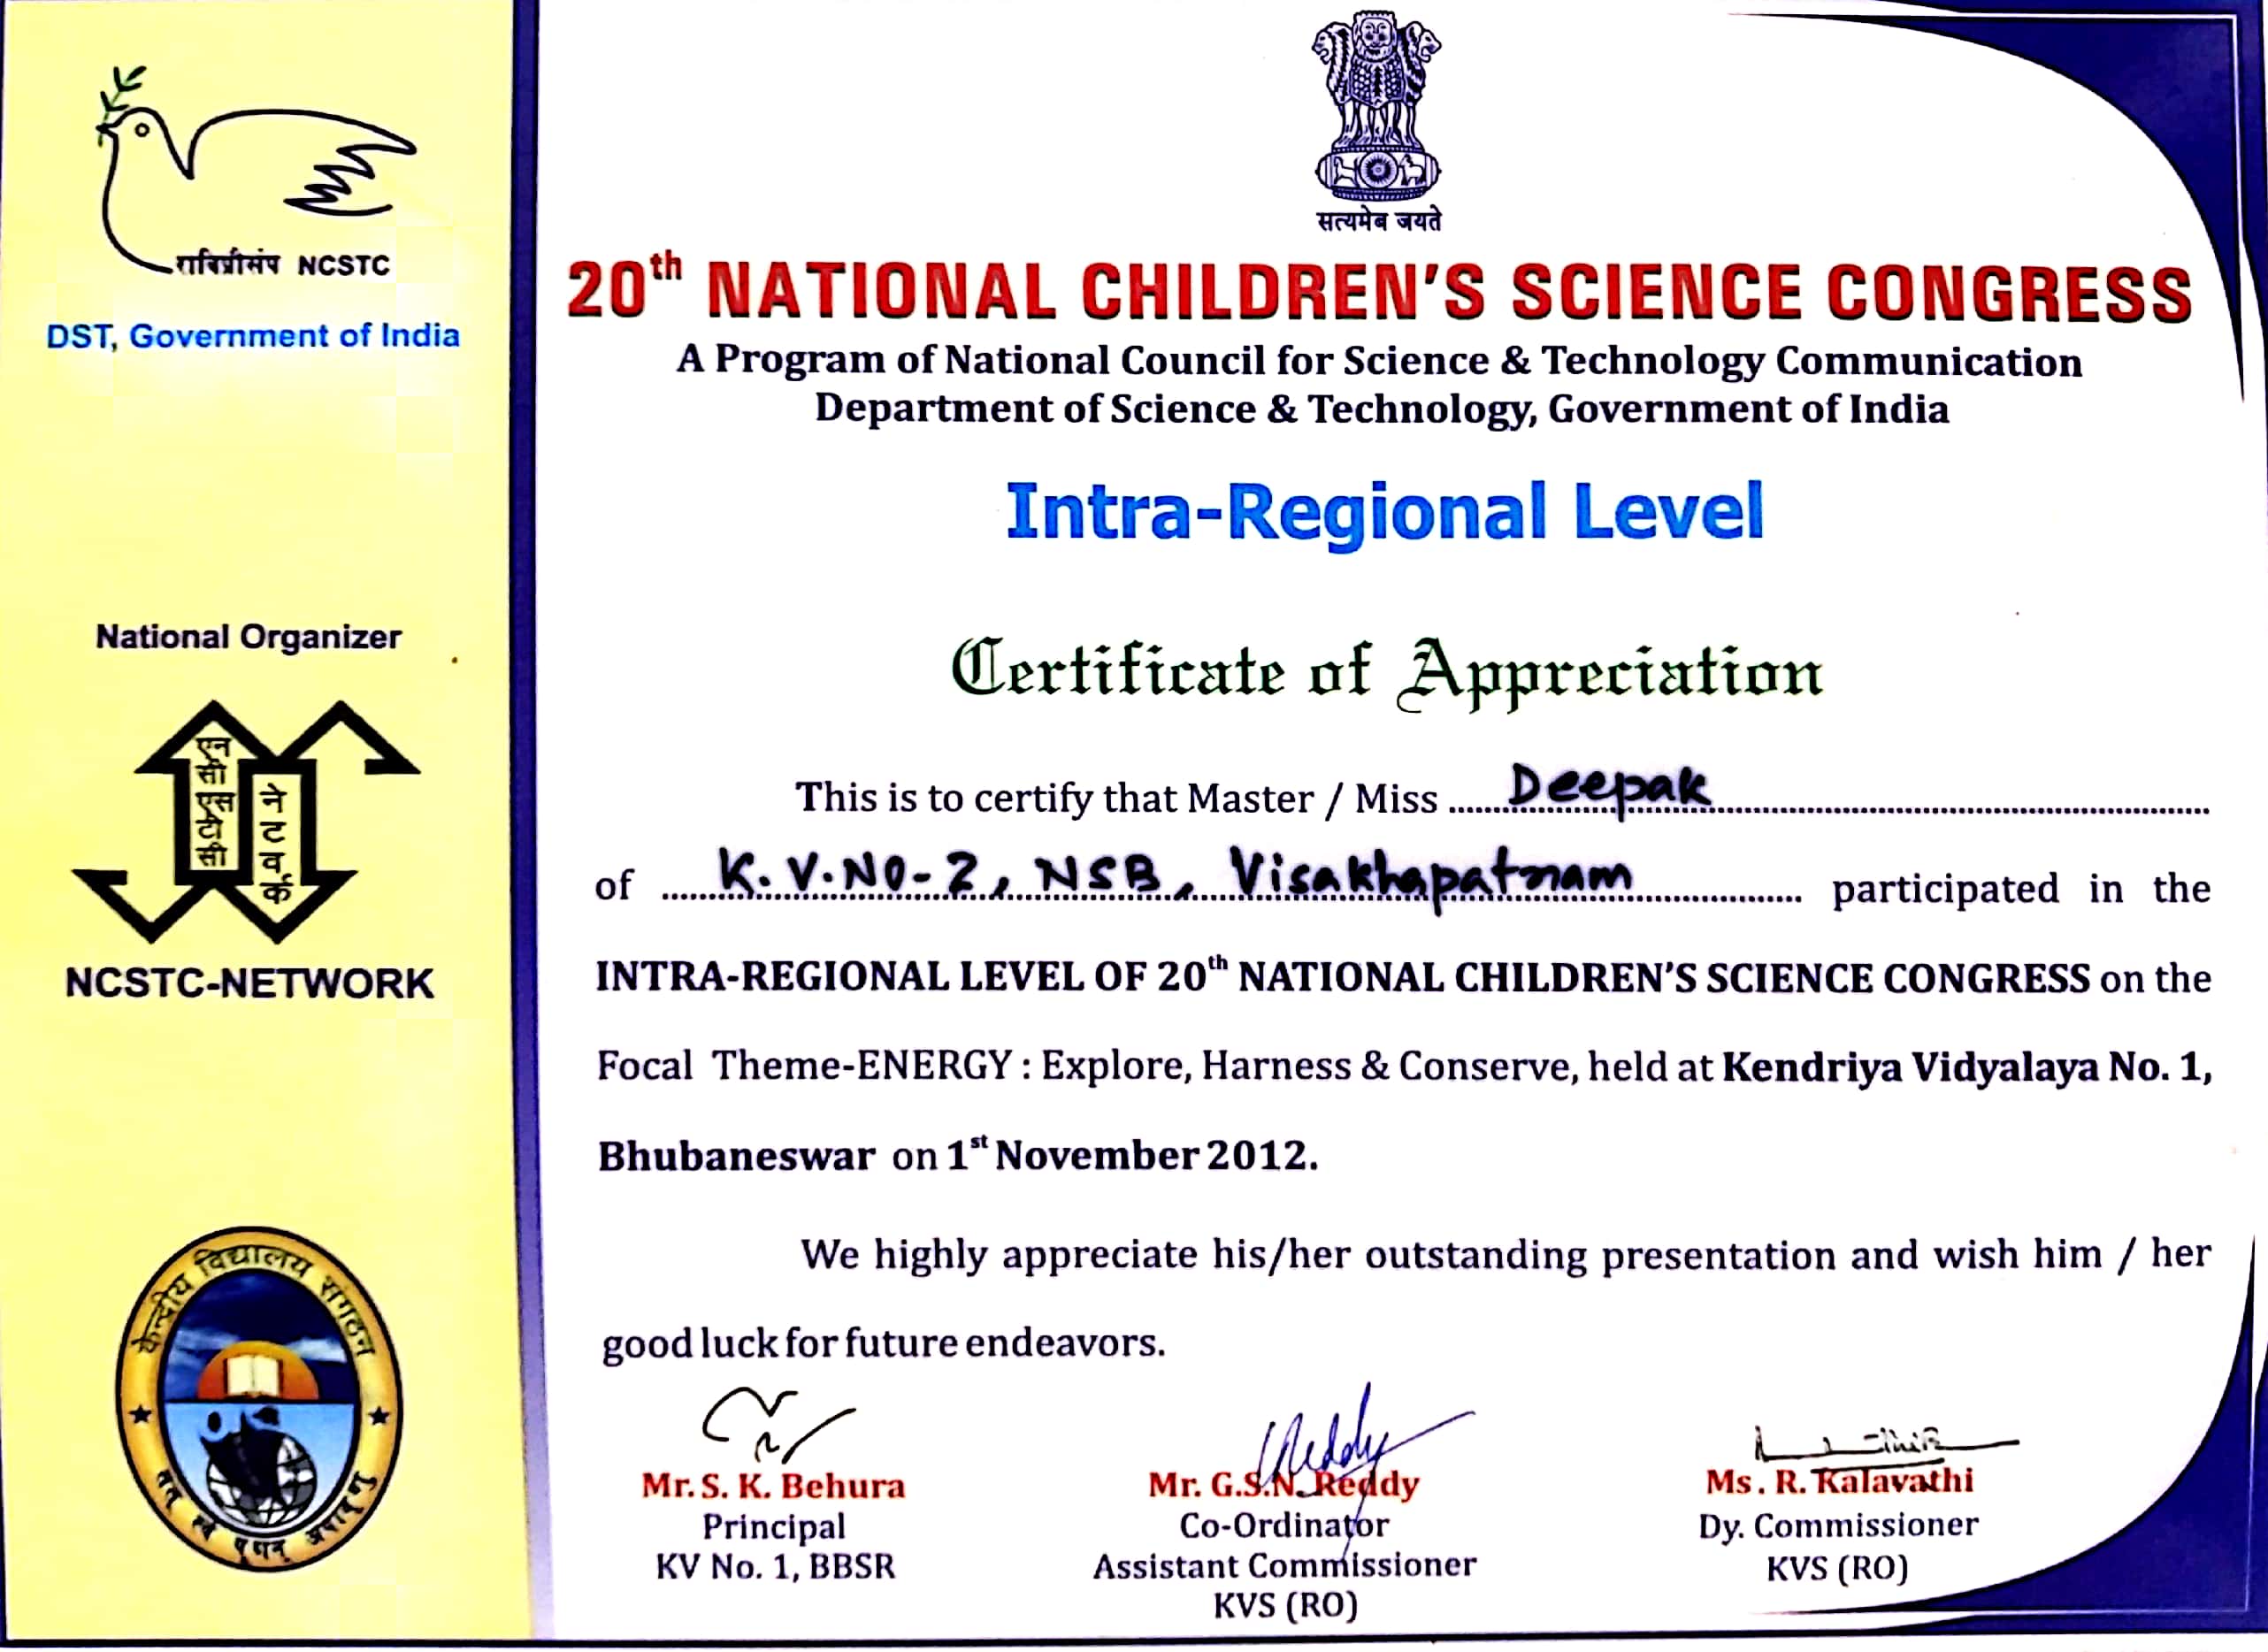 राविप्रौसंप NCSTC
DST, Government of India
National Organizer
एन सी एस टी सी
नेटवर्क
NCSTC-NETWORK
केन्द्रीय विद्यालय संगठन
तत् त्वं पूषन् अपावृणु
सत्यमेव जयते
20th NATIONAL CHILDREN'S SCIENCE CONGRESS
A Program of National Council for Science & Technology Communication
Department of Science & Technology, Government of India
Intra-Regional Level
Certificate of Appreciation
This is to certify that Master / Miss ...... Deepak ......
of ...... K.V.NO-2, NSB, Visakhapatnam ...... participated in the
INTRA-REGIONAL LEVEL OF 20th NATIONAL CHILDREN'S SCIENCE CONGRESS on the
Focal Theme-ENERGY : Explore, Harness & Conserve, held at Kendriya Vidyalaya No. 1,
Bhubaneswar on 1st November 2012.
We highly appreciate his/her outstanding presentation and wish him / her
good luck for future endeavors.
Reddy
Mr. S. K. Behura
Principal
KV No. 1, BBSR
Mr. G.S.N. Reddy
Co-Ordinator
Assistant Commissioner
KVS (RO)
Ms. R. Kalavathi
Dy. Commissioner
KVS (RO)